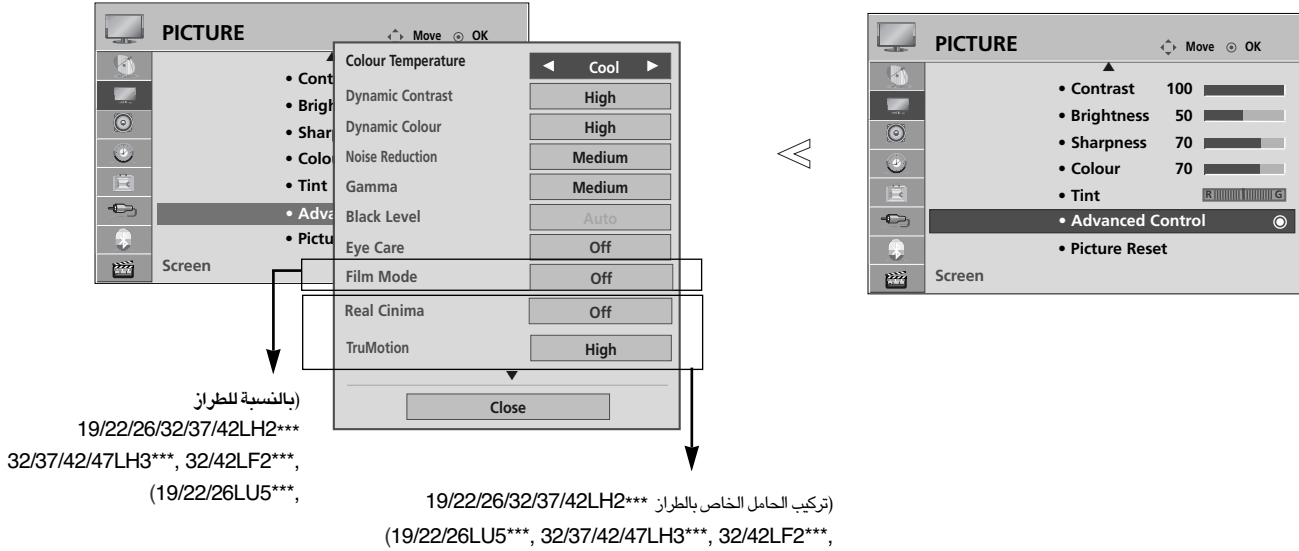 PICTURE
Move OK
• Cont
• Brigh
• Shar
• Colo
• Tint
• Adva
• Pictu
Screen
Colour Temperature
Cool
Dynamic Contrast
High
Dynamic Colour
High
Noise Reduction
Medium
Gamma
Medium
Black Level
Auto
Eye Care
Off
Film Mode
Off
Real Cinima
Off
TruMotion
High
Close
PICTURE
Move OK
• Contrast 100
• Brightness 50
• Sharpness 70
• Colour 70
• Tint R G
• Advanced Control
• Picture Reset
Screen
(بالنسبة للطراز
19/22/26/32/37/42LH2***
32/37/42/47LH3***, 32/42LF2***,
(19/22/26LU5***,
(تركيب الحامل الخاص بالطراز 19/22/26/32/37/42LH2***
(19/22/26LU5***, 32/37/42/47LH3***, 32/42LF2***,